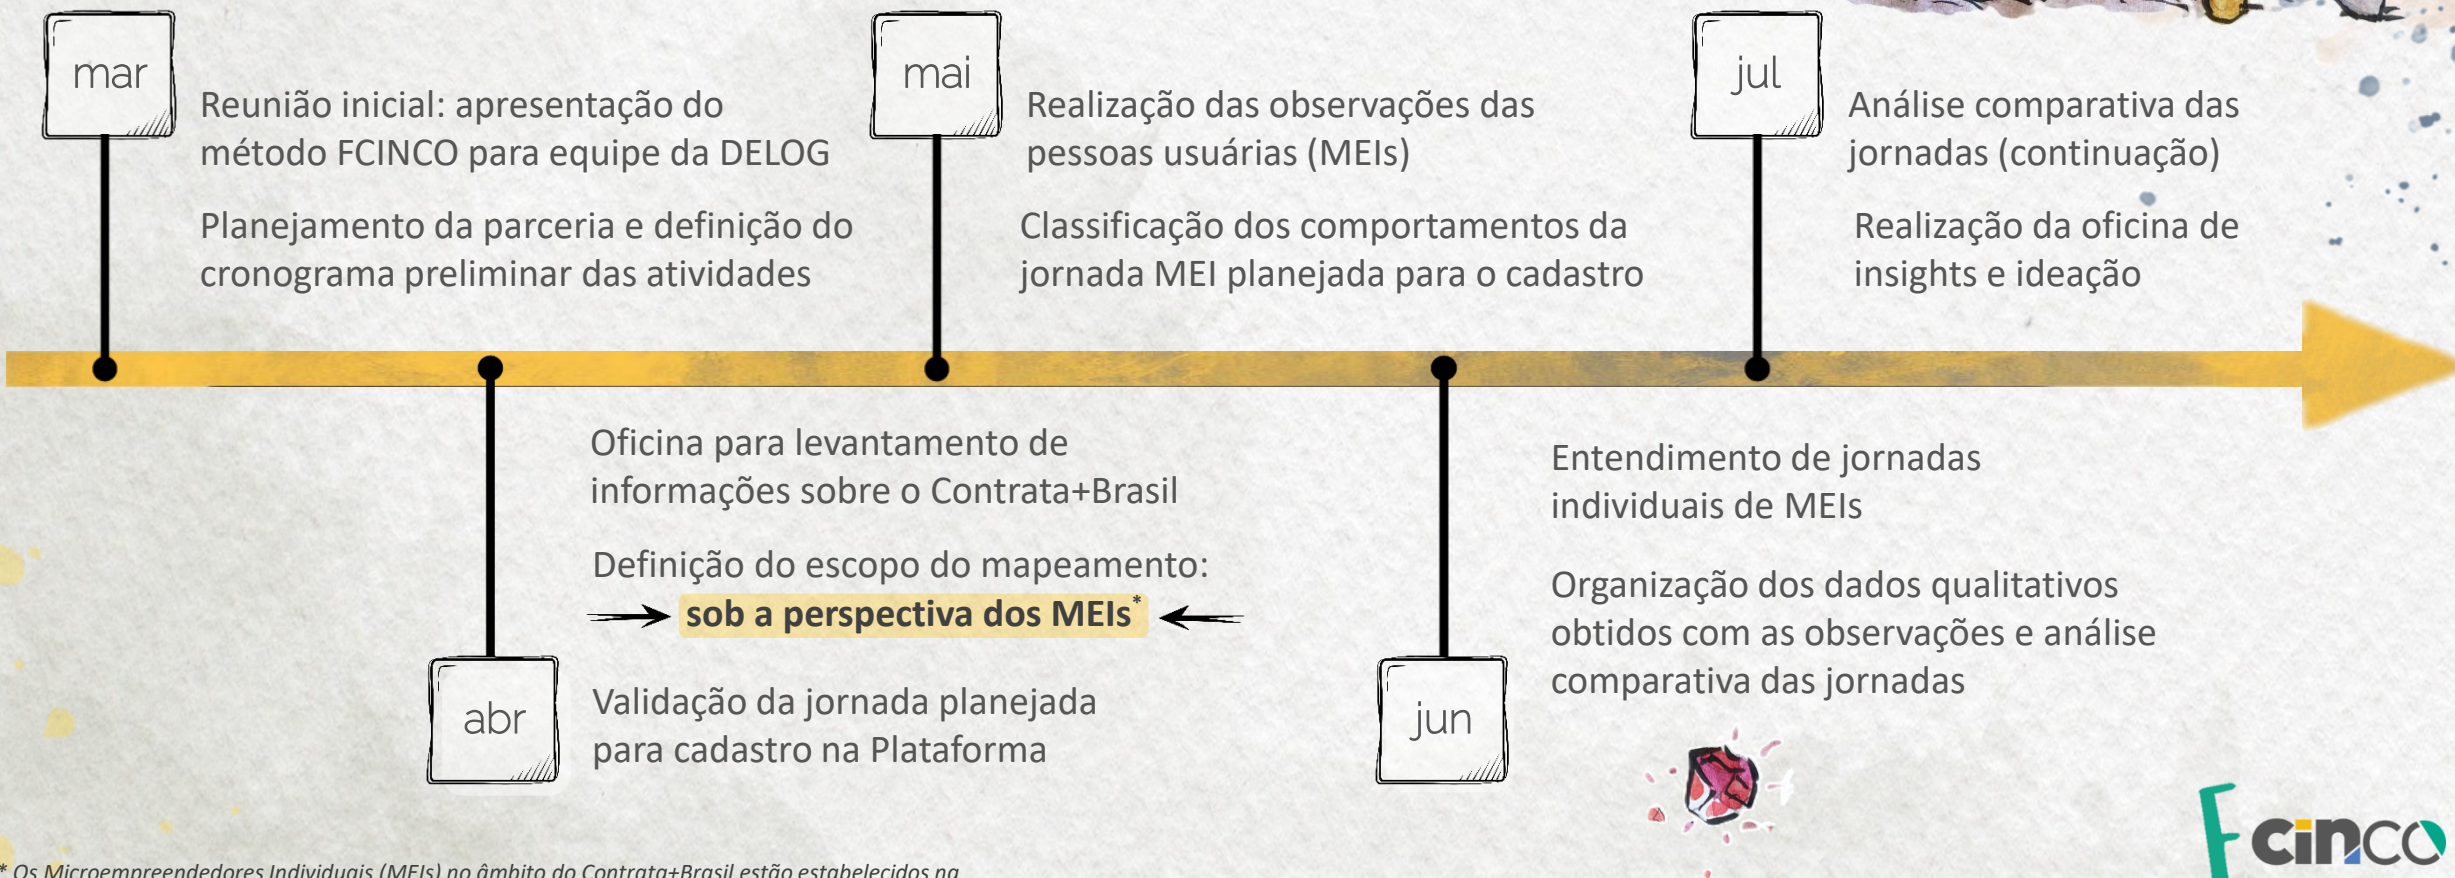 mar
Reunião inicial: apresentação do
método FCINCO para equipe da DELOG
Planejamento da parceria e definição do
cronograma preliminar das atividades
mai
Realização das observações das
pessoas usuárias (MEIs)
Classificação dos comportamentos da
jornada MEI planejada para o cadastro
jul
Análise comparativa das
jornadas (continuação)
Realização da oficina de
insights e ideação
abr
Oficina para levantamento de
informações sobre o Contrata+Brasil
Definição do escopo do mapeamento:
sob a perspectiva dos MEIs*
Validação da jornada planejada
para cadastro na Plataforma
jun
Entendimento de jornadas
individuais de MEIs
Organização dos dados qualitativos
obtidos com as observações e análise
comparativa das jornadas
* Os Microempreendedores Individuais (MEIs) no âmbito do Contrata+Brasil estão estabelecidos na
Fcinco